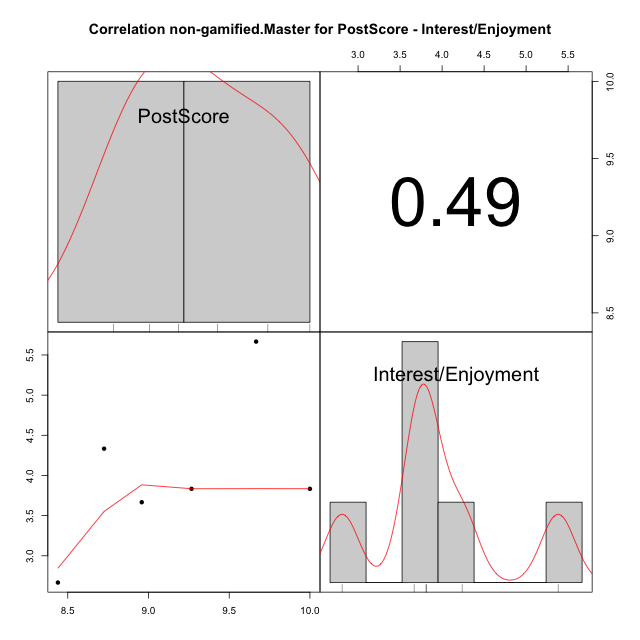 Correlation non-gamified.Master for PostScore - Interest/Enjoyment
3.0 3.5 4.0 4.5 5.0 5.5
PostScore
0.49
10.0
9.5
9.0
8.5
5.5
5.0
4.5
4.0
3.5
3.0
Interest/Enjoyment
8.5 9.0 9.5 10.0